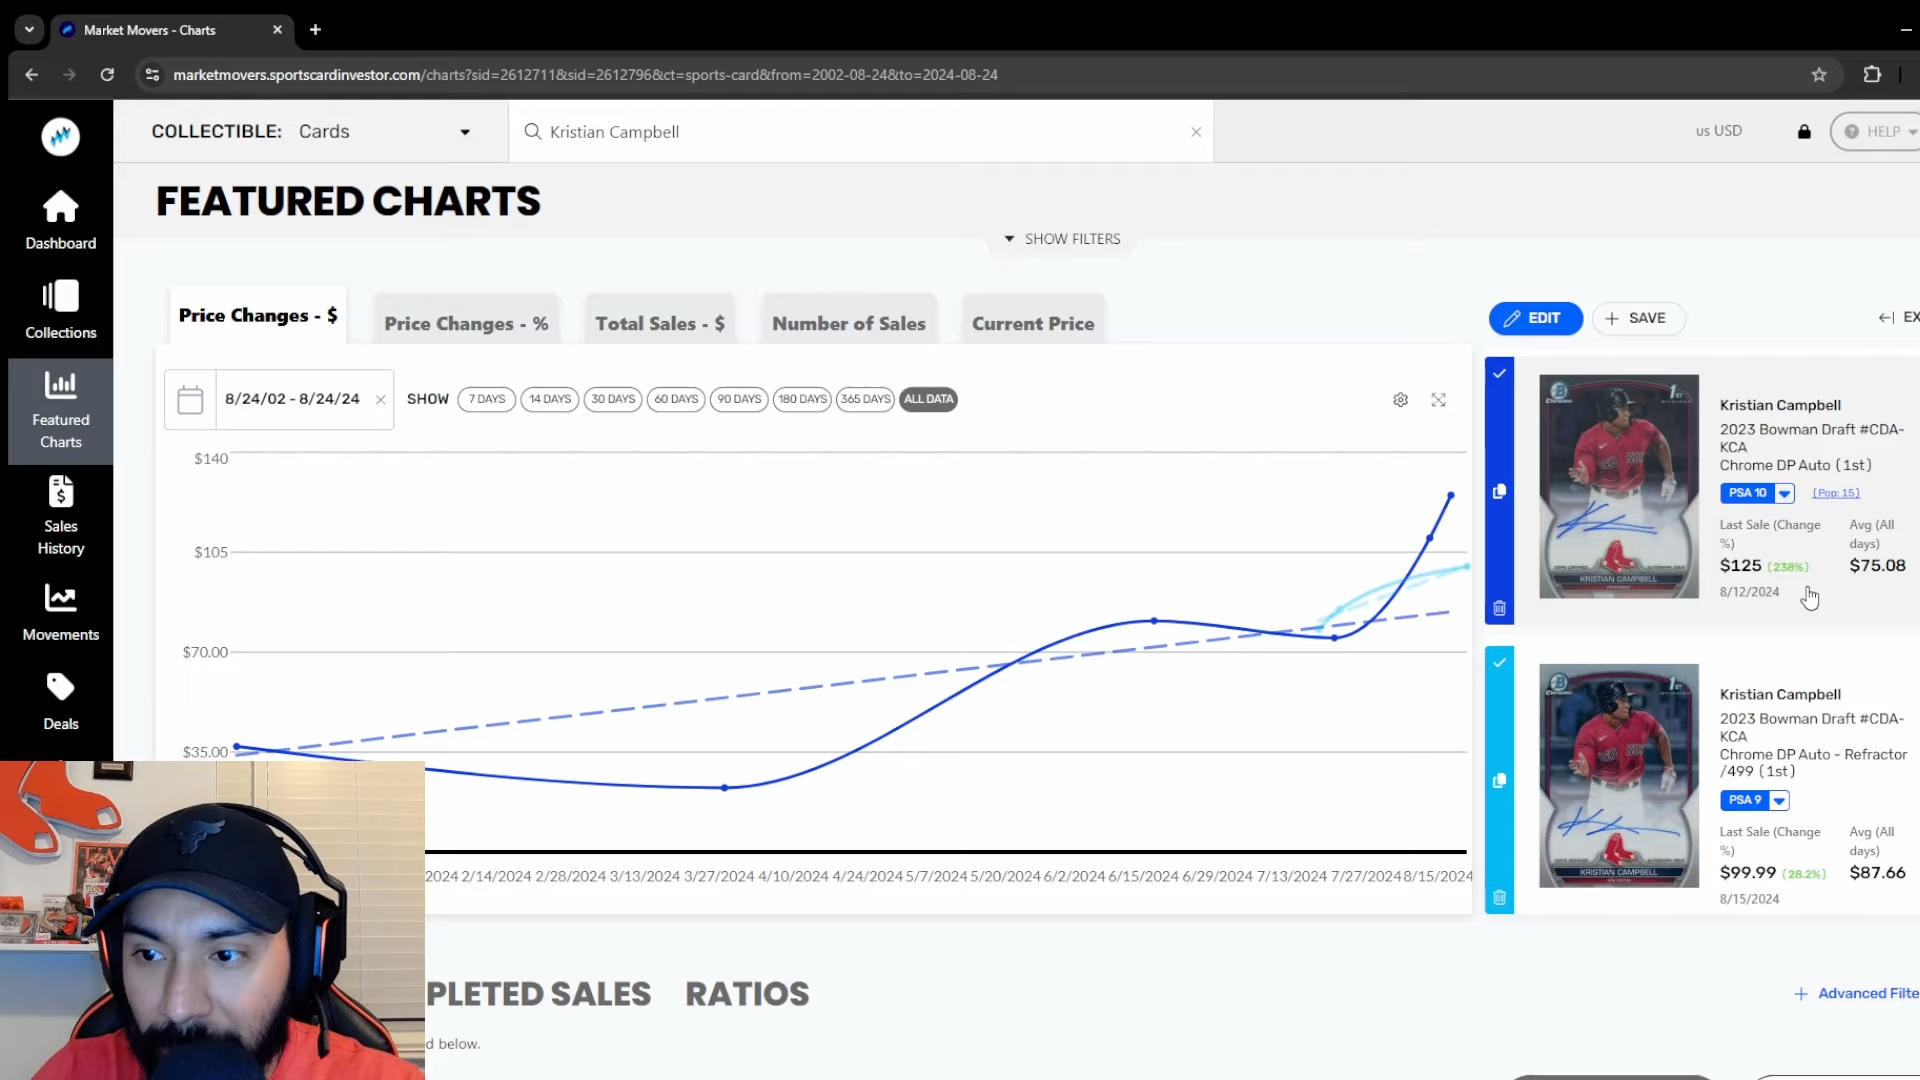 Market Movers - Charts
marketmovers.sportscardinvestor.com/charts?sid=2612711&sid=2612796&ct=sports-card&from=2002-08-24&to=2024-08-24
COLLECTIBLE: Cards
Kristian Campbell
us USD
HELP
FEATURED CHARTS
SHOW FILTERS
Dashboard
Collections
Featured
Charts
Sales
History
Movements
Deals
Price Changes - $
Price Changes - %
Total Sales - $
Number of Sales
Current Price
EDIT
SAVE
EX
8/24/02 - 8/24/24
SHOW
7 DAYS
14 DAYS
30 DAYS
60 DAYS
90 DAYS
180 DAYS
365 DAYS
ALL DATA
$140
$105
$70.00
$35.00
2024 2/14/2024 2/28/2024 3/13/2024 3/27/2024 4/10/2024 4/24/2024 5/7/2024 5/20/2024 6/2/2024 6/15/2024 6/29/2024 7/13/2024 7/27/2024 8/15/2024
KRISTIAN CAMPBELL
Kristian Campbell
2023 Bowman Draft #CDA-
KCA
Chrome DP Auto (1st)
PSA 10
(Pop: 15)
Last Sale (Change
%)
Avg (All
days)
$125 (238%)
$75.08
8/12/2024
KRISTIAN CAMPBELL
Kristian Campbell
2023 Bowman Draft #CDA-
KCA
Chrome DP Auto - Refractor
/499 (1st)
PSA 9
Last Sale (Change
%)
Avg (All
days)
$99.99 (28.2%)
$87.66
8/15/2024
PLETED SALES
RATIOS
Advanced Filte
d below.